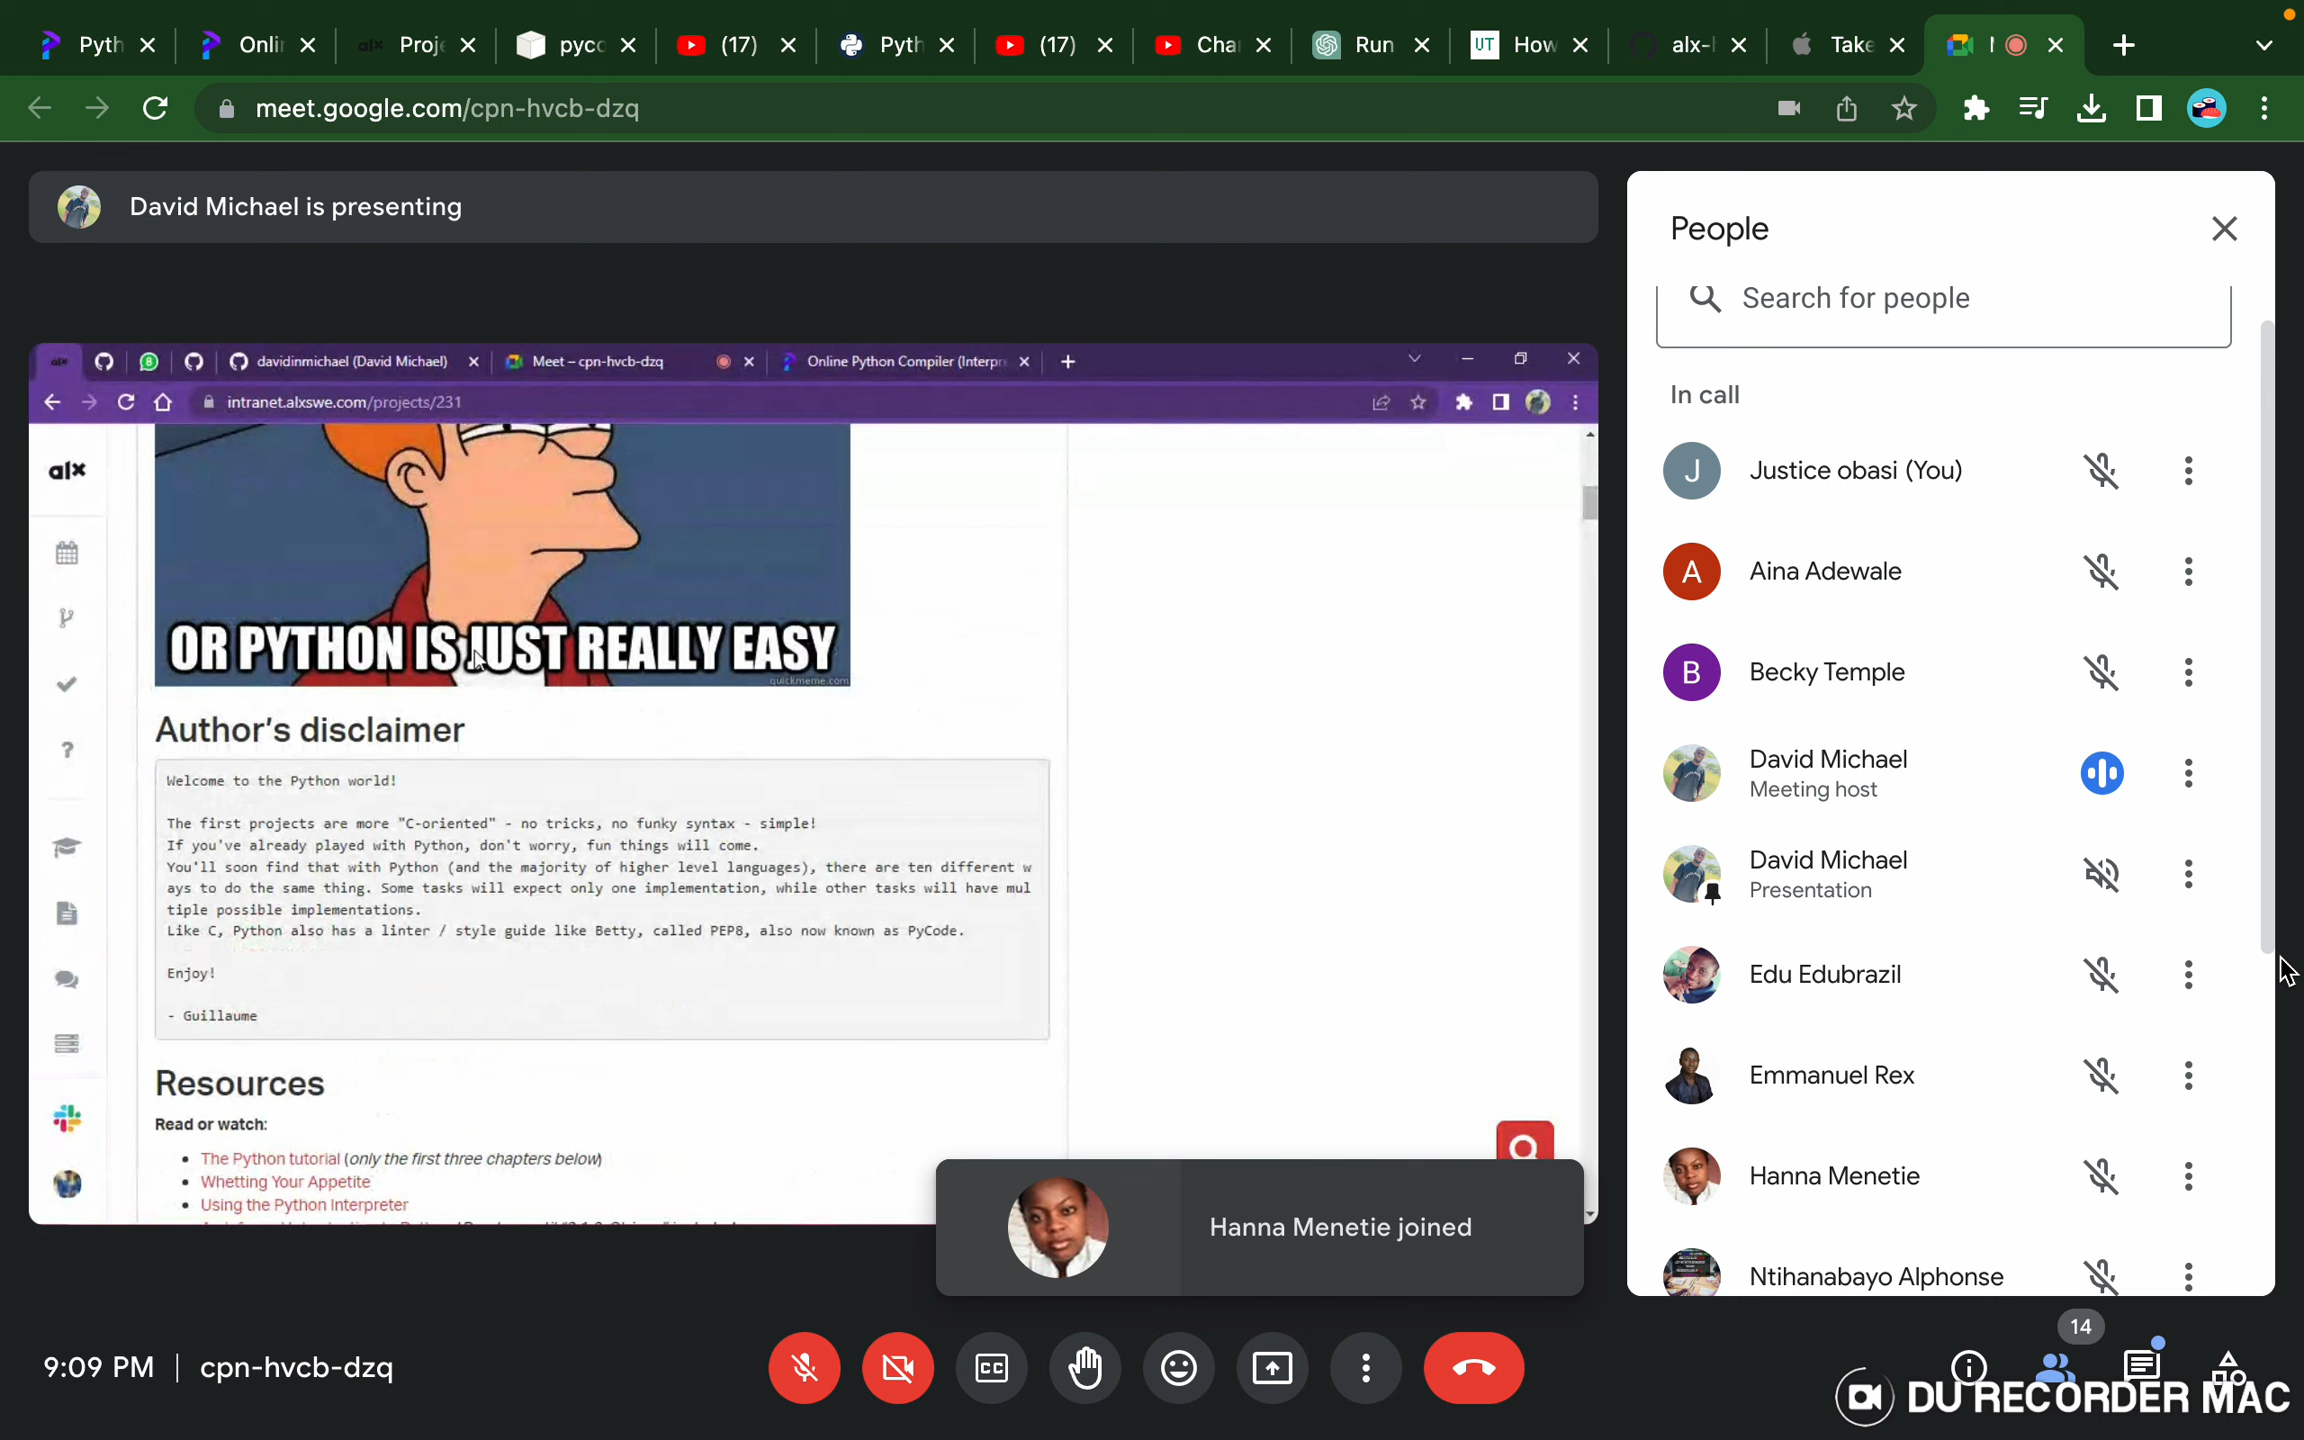 Pyth
Onli
alx Proje
pyco
(17)
Pyth
(17)
Cha
Run
UT How
alx-
Take
meet.google.com/cpn-hvcb-dzq
David Michael is presenting
davidinmichael (David Michael)
Meet – cpn-hvcb-dzq
Online Python Compiler (Interpr
intranet.alxswe.com/projects/231
alx
OR PYTHON IS JUST REALLY EASY
quickmeme.com
Author's disclaimer
Welcome to the Python world!
The first projects are more "C-oriented" - no tricks, no funky syntax - simple!
If you've already played with Python, don't worry, fun things will come.
You'll soon find that with Python (and the majority of higher level languages), there are ten different w
ays to do the same thing. Some tasks will expect only one implementation, while other tasks will have mul
tiple possible implementations.
Like C, Python also has a linter / style guide like Betty, called PEP8, also now known as PyCode.
Enjoy!
- Guillaume
Resources
Read or watch:
The Python tutorial (only the first three chapters below)
Whetting Your Appetite
Using the Python Interpreter
Hanna Menetie joined
People
Search for people
In call
J Justice obasi (You)
A Aina Adewale
B Becky Temple
David Michael
Meeting host
David Michael
Presentation
Edu Edubrazil
Emmanuel Rex
Hanna Menetie
Ntihanabayo Alphonse
14
9:09 PM | cpn-hvcb-dzq
CC
DU RECORDER MAC